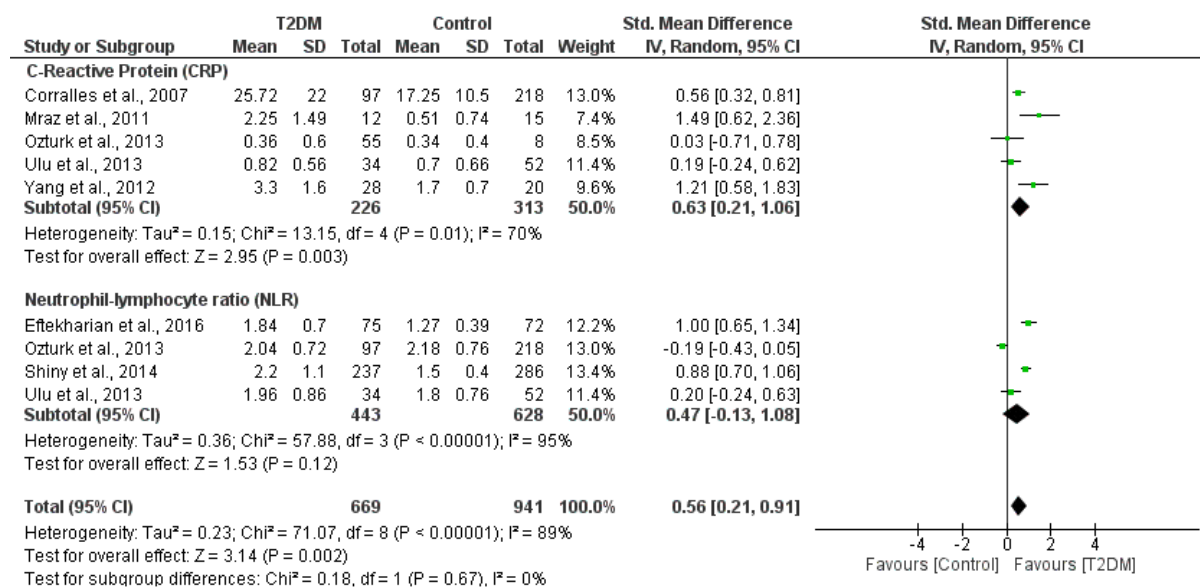 T2DM Control Std. Mean Difference Std. Mean Difference
Study or Subgroup Mean SD Total Mean SD Total Weight IV, Random, 95% CI IV, Random, 95% CI
C-Reactive Protein (CRP)
Corralles et al., 2007 25.72 22 97 17.25 10.5 218 13.0% 0.56 [0.32, 0.81]
Mraz et al., 2011 2.25 1.49 12 0.51 0.74 15 7.4% 1.49 [0.62, 2.36]
Ozturk et al., 2013 0.36 0.6 55 0.34 0.4 8 8.5% 0.03 [-0.71, 0.78]
Ulu et al., 2013 0.82 0.56 34 0.7 0.66 52 11.4% 0.19 [-0.24, 0.62]
Yang et al., 2012 3.3 1.6 28 1.7 0.7 20 9.6% 1.21 [0.58, 1.83]
Subtotal (95% CI) 226 313 50.0% 0.63 [0.21, 1.06]
Heterogeneity: Tau² = 0.15; Chi² = 13.15, df = 4 (P = 0.01); I² = 70%
Test for overall effect: Z = 2.95 (P = 0.003)
Neutrophil-lymphocyte ratio (NLR)
Eftekharian et al., 2016 1.84 0.7 75 1.27 0.39 72 12.2% 1.00 [0.65, 1.34]
Ozturk et al., 2013 2.04 0.72 97 2.18 0.76 218 13.0% -0.19 [-0.43, 0.05]
Shiny et al., 2014 2.2 1.1 237 1.5 0.4 286 13.4% 0.88 [0.70, 1.06]
Ulu et al., 2013 1.96 0.86 34 1.8 0.76 52 11.4% 0.20 [-0.24, 0.63]
Subtotal (95% CI) 443 628 50.0% 0.47 [-0.13, 1.08]
Heterogeneity: Tau² = 0.36; Chi² = 57.88, df = 3 (P < 0.00001); I² = 95%
Test for overall effect: Z = 1.53 (P = 0.12)
Total (95% CI) 669 941 100.0% 0.56 [0.21, 0.91]
Heterogeneity: Tau² = 0.23; Chi² = 71.07, df = 8 (P < 0.00001); I² = 89%
Test for overall effect: Z = 3.14 (P = 0.002)
Test for subgroup differences: Chi² = 0.18, df = 1 (P = 0.67), I² = 0%
-4 -2 0 2 4
Favours [Control] Favours [T2DM]